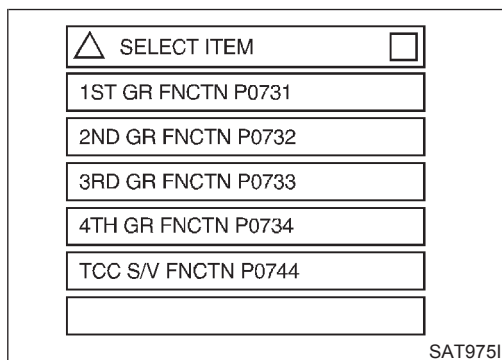 SELECT ITEM
1ST GR FNCTN P0731
2ND GR FNCTN P0732
3RD GR FNCTN P0733
4TH GR FNCTN P0734
TCC S/V FNCTN P0744
SAT975I